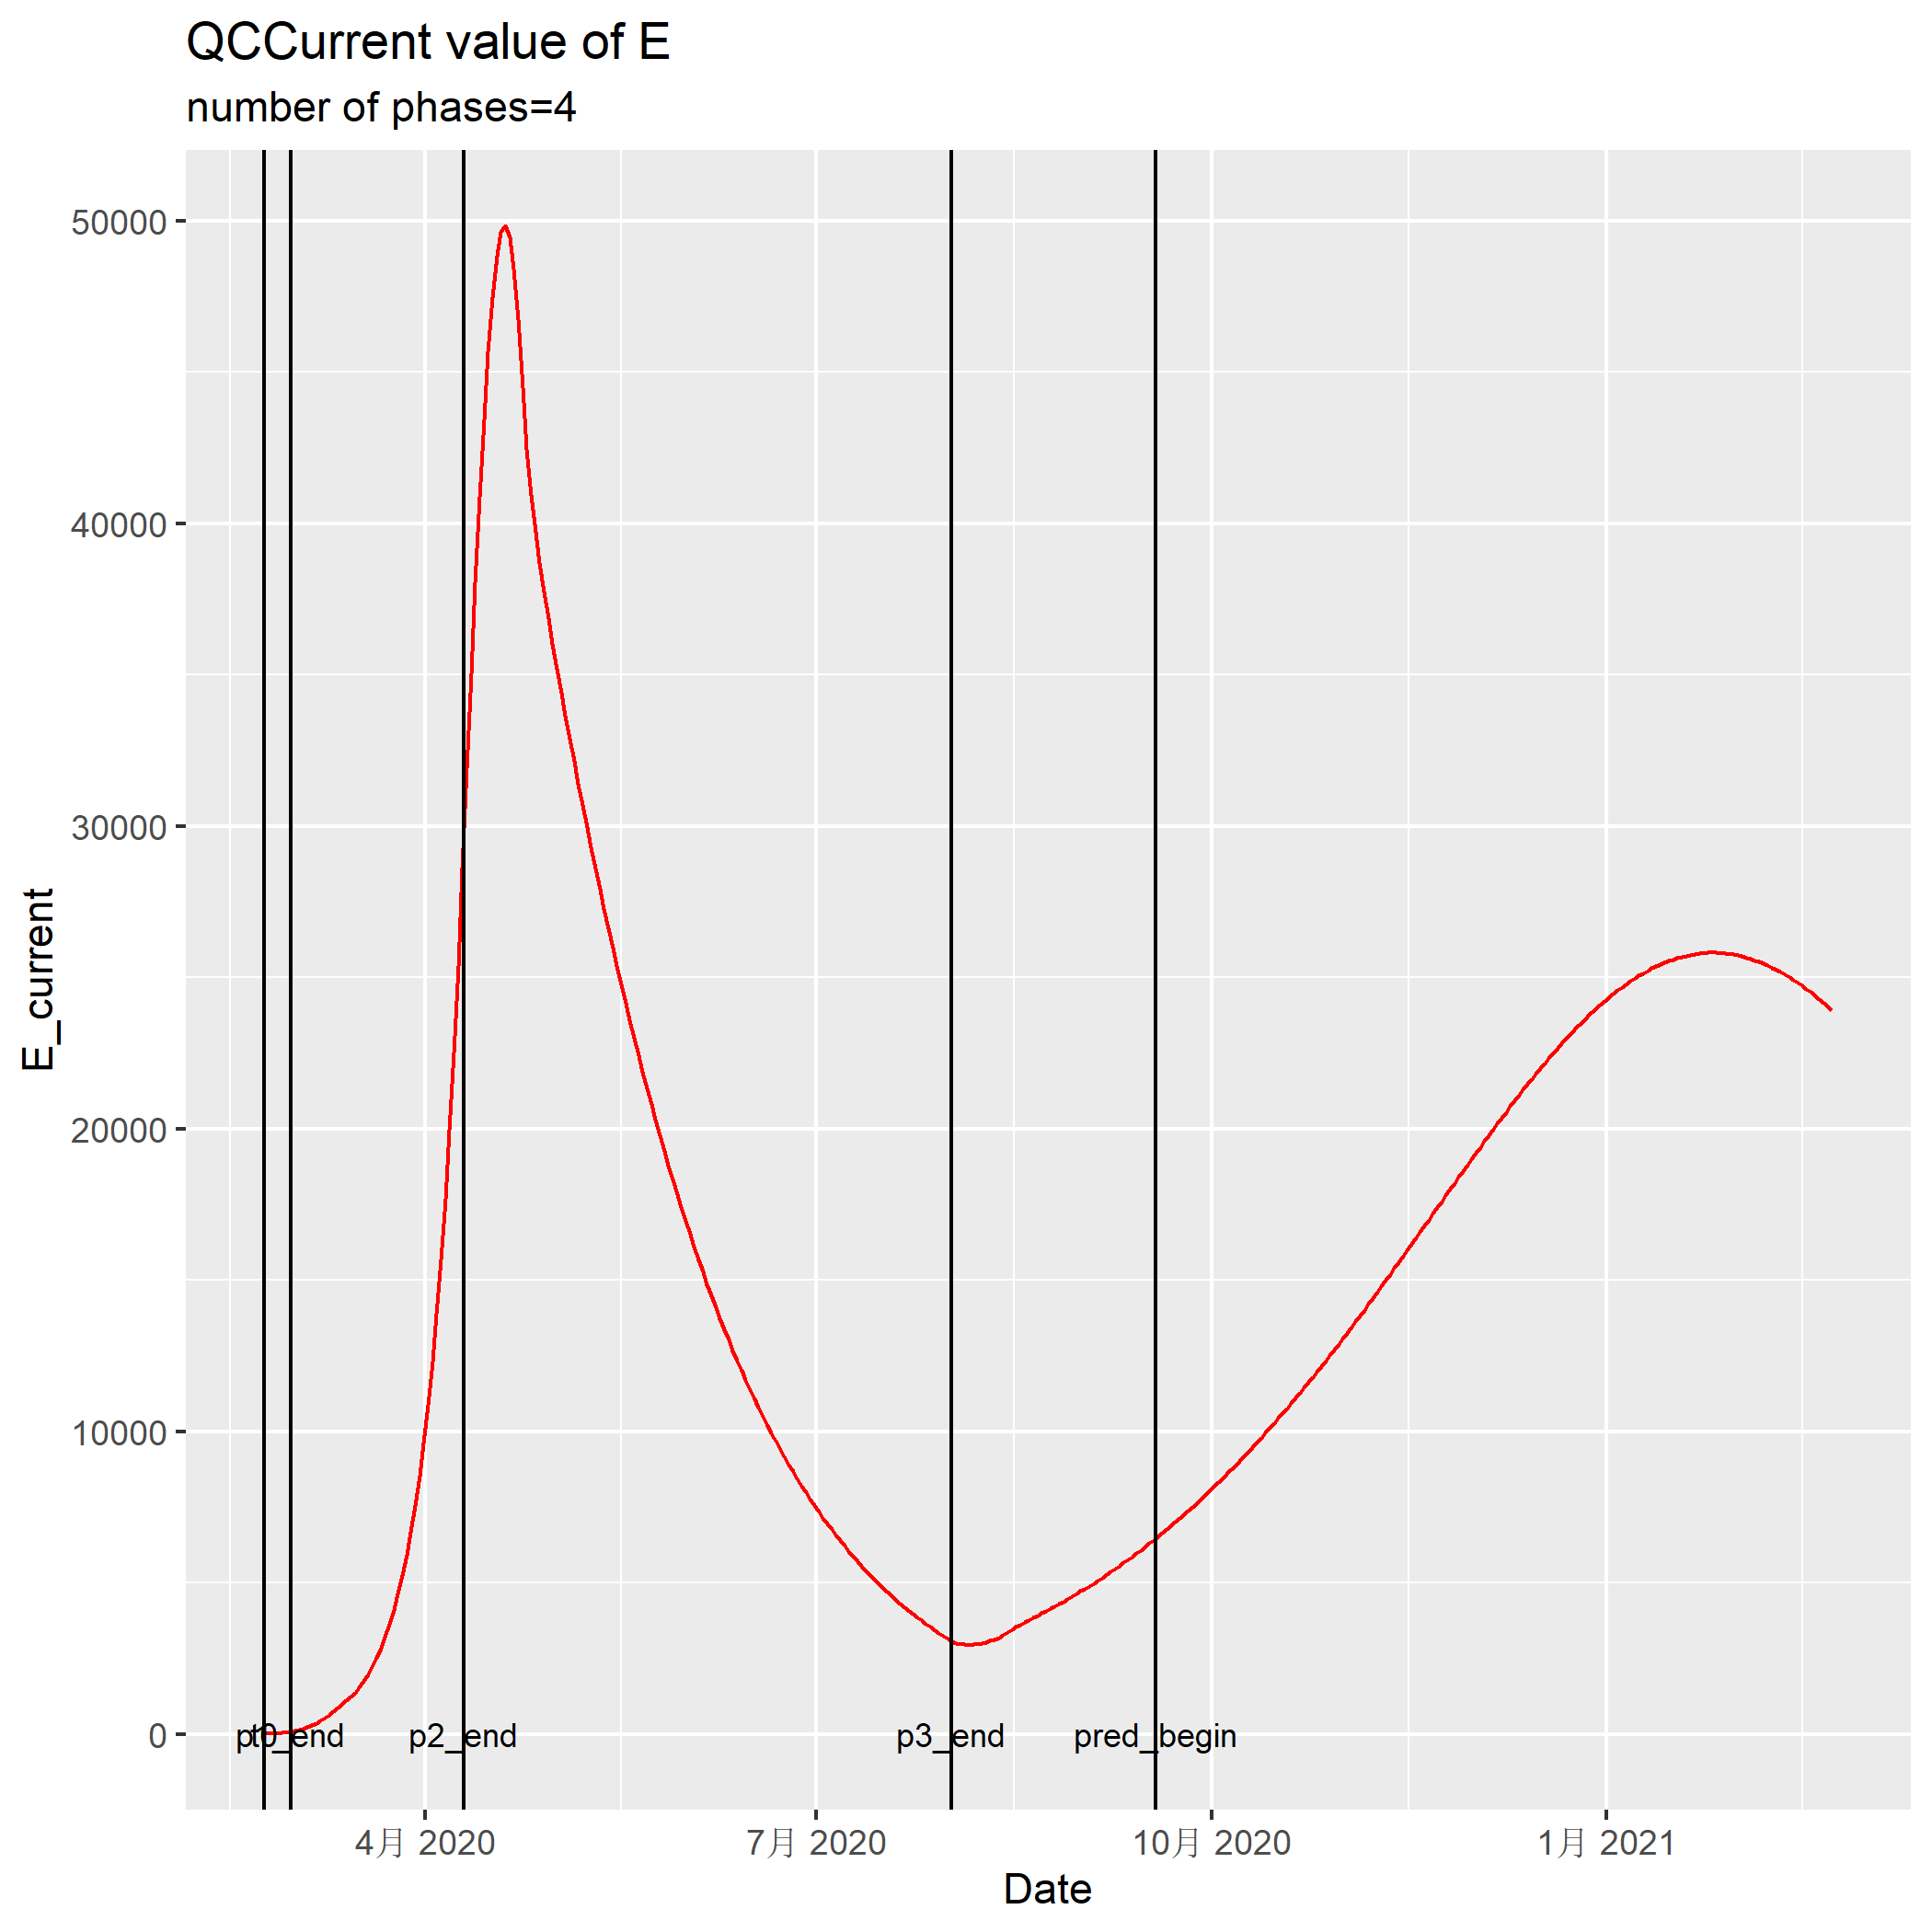 QCCurrent value of E
number of phases=4
50000
40000
30000
20000
10000
0
E_current
p2_end
p3_end
pred_begin
4月 2020
7月 2020
10月 2020
1月 2021
Date